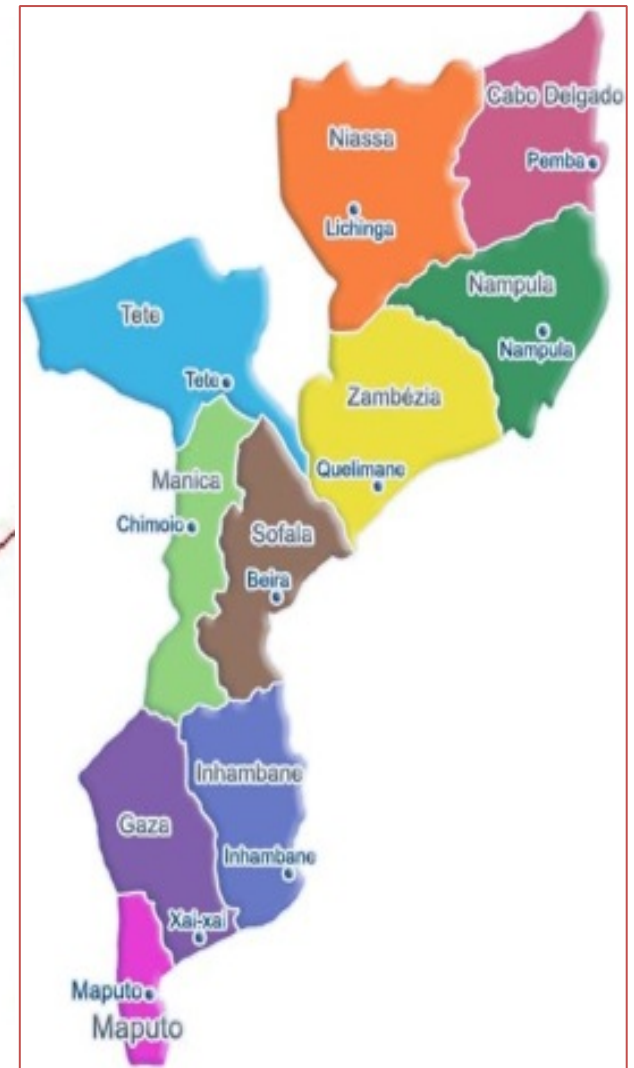 Cabo Delgado
Niassa
Pemba
Lichinga
Nampula
Tete
Nampula
Tete
Zambézia
Quelimane
Manica
Chimoio
Sofala
Beira
Inhambane
Gaza
Inhambane
Xai-xai
Maputo
Maputo